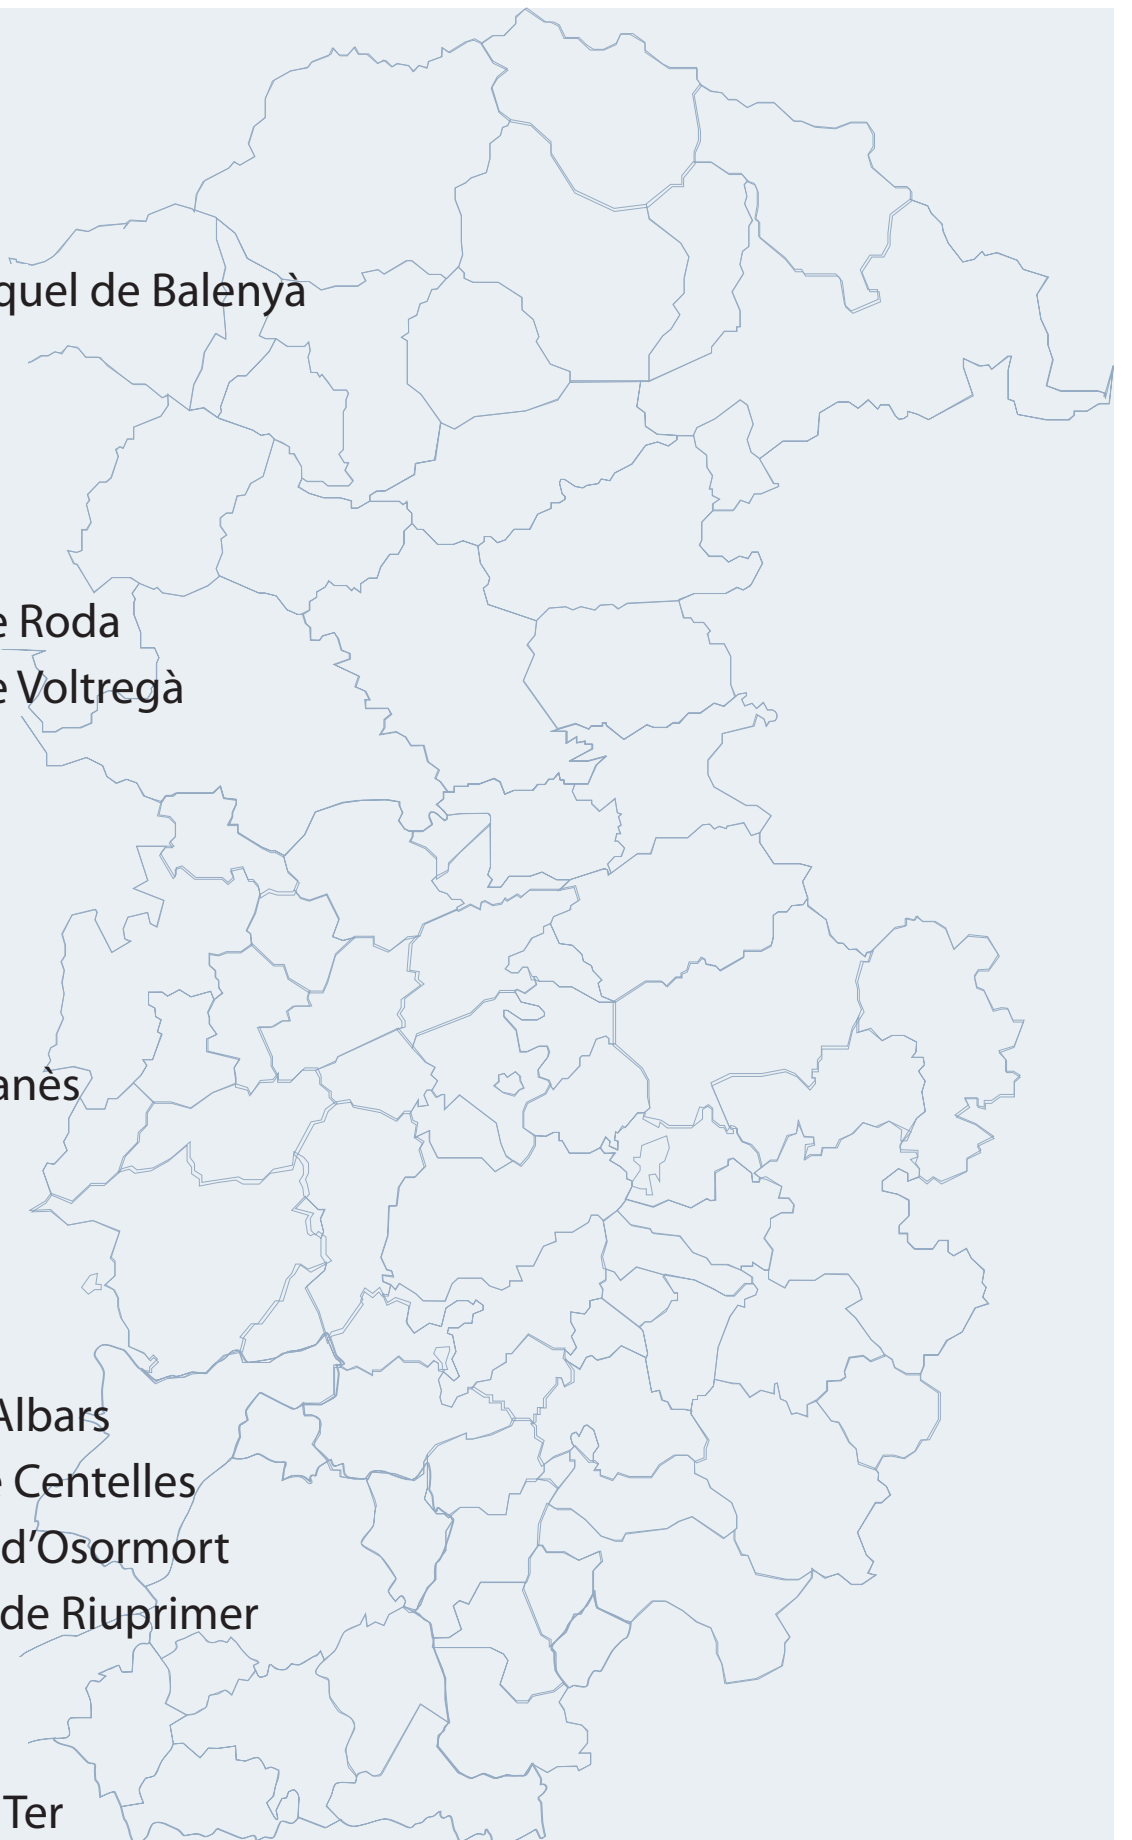 quel de Balenyà
e Roda
e Voltregà
anès
Albars
e Centelles
d’Osormort
de Riuprimer
Ter